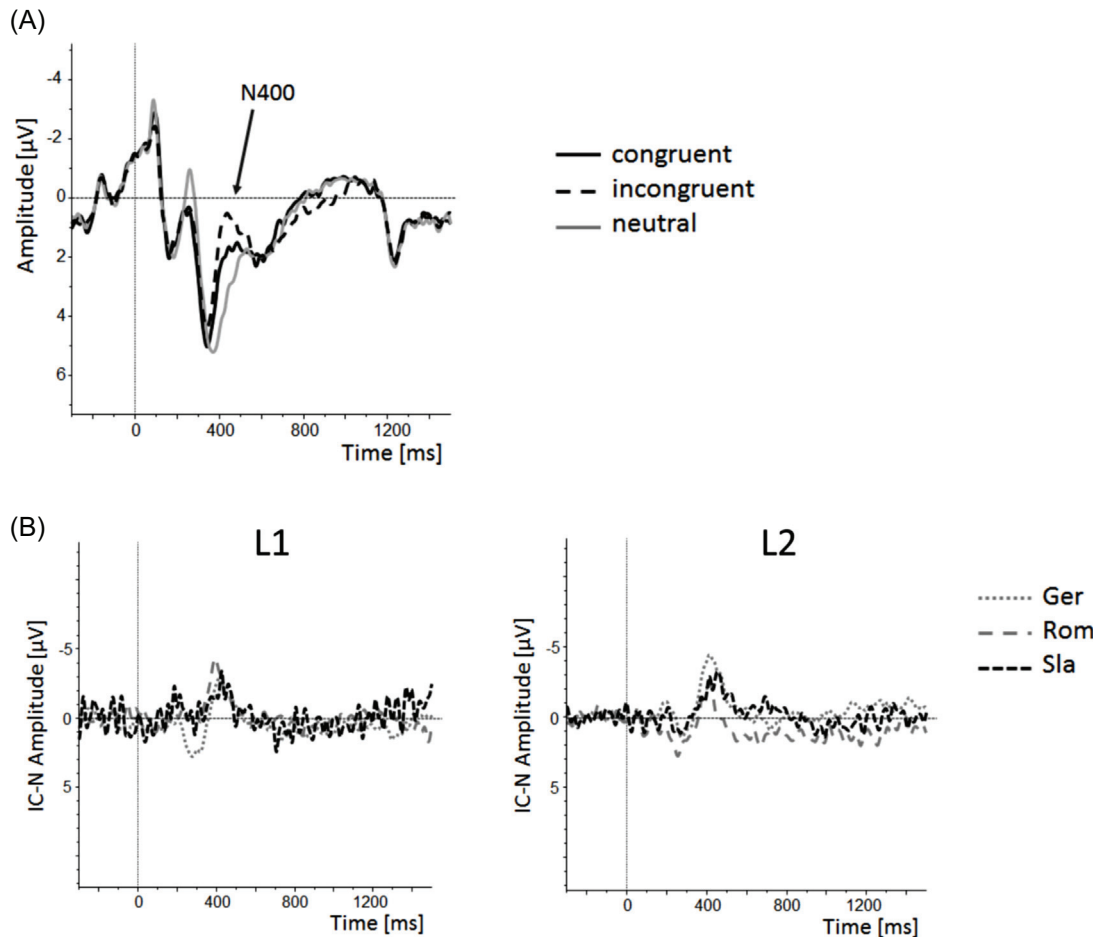 (A)
-4
-2
0
2
4
6
Amplitude [µV]
N400
0 400 800 1200
Time [ms]
congruent
incongruent
neutral
(B)
L1
-5
0
5
IC-N Amplitude [µV]
0 400 800 1200
Time [ms]
L2
-5
0
5
IC-N Amplitude [µV]
0 400 800 1200
Time [ms]
Ger
Rom
Sla